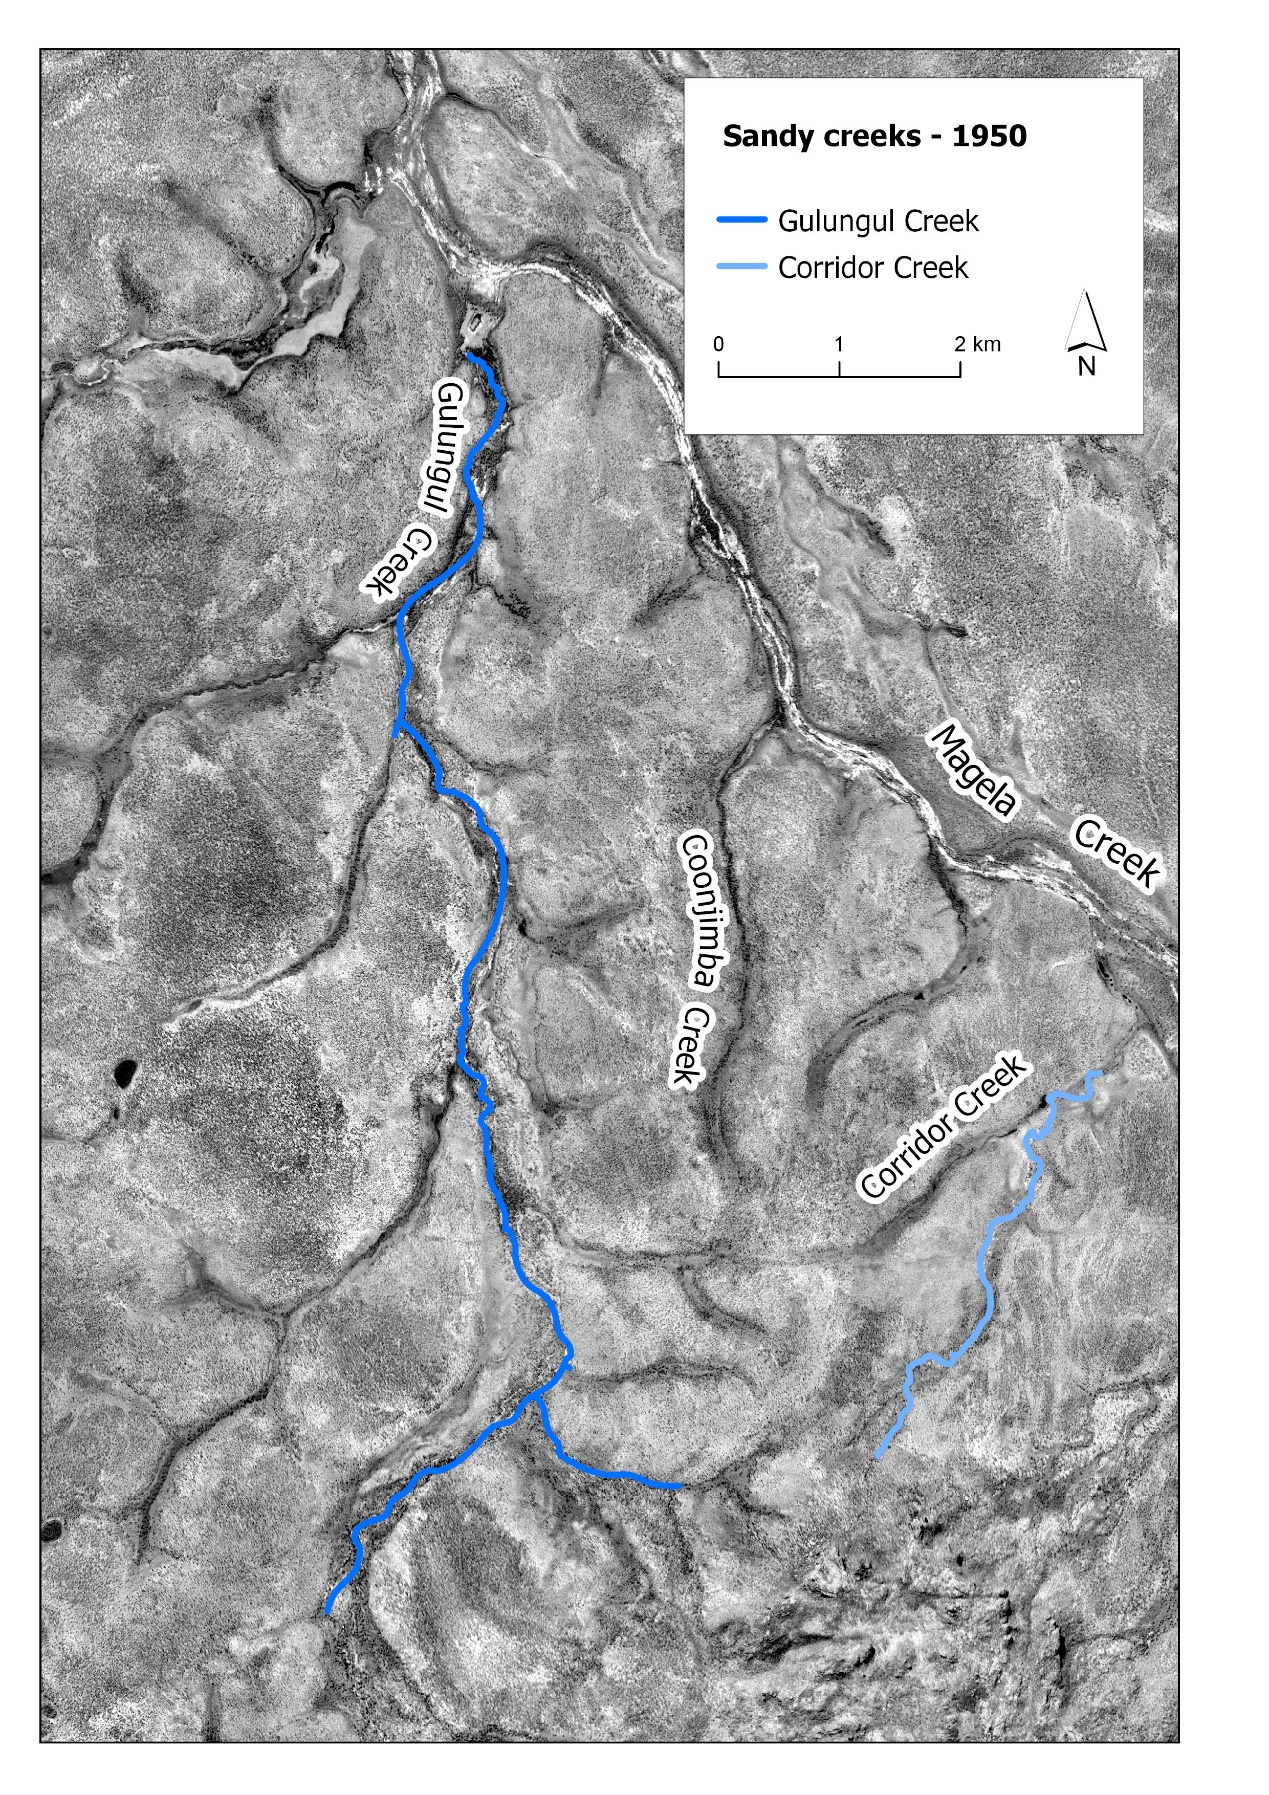 Sandy creeks - 1950
Gulungul Creek
Corridor Creek
0 1 2 km
N
Gulungul Creek
Magela Creek
Coonjimba Creek
Corridor Creek